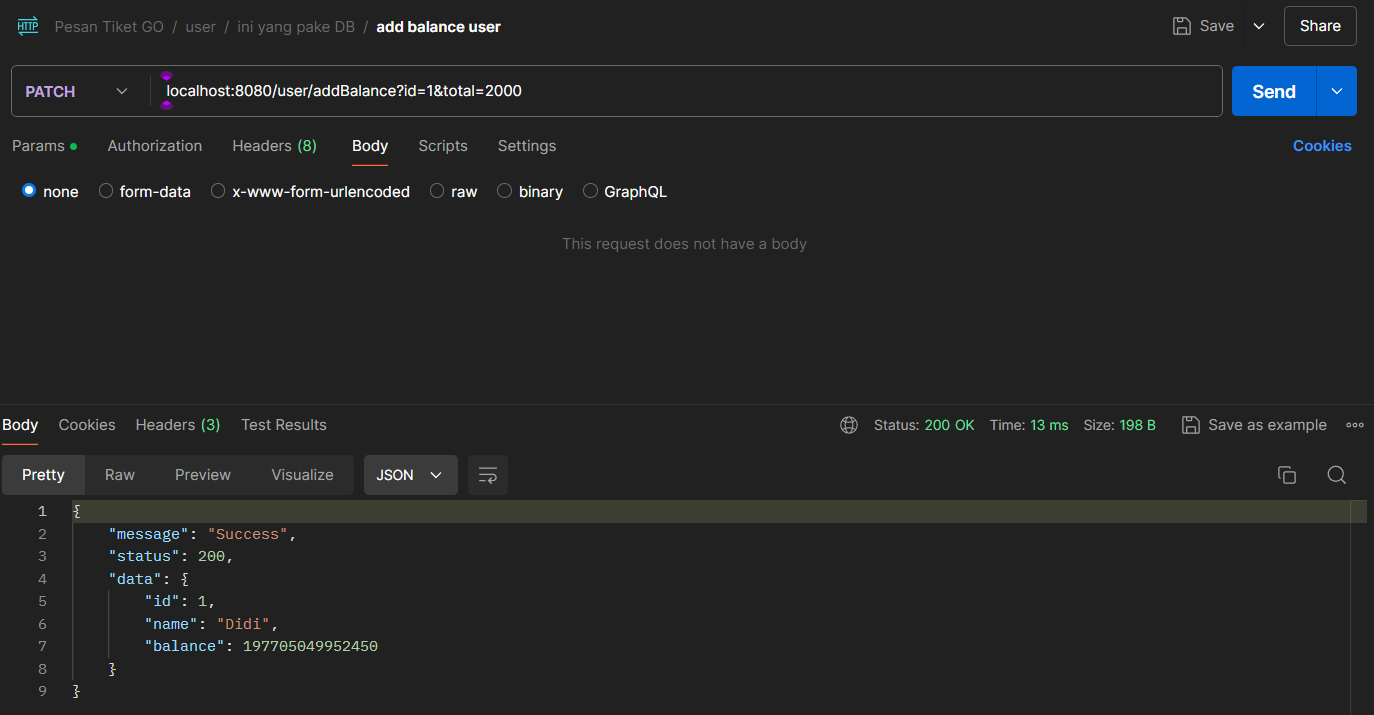 HTTP Pesan Tiket GO / user / ini yang pake DB / add balance user Save Share
PATCH localhost:8080/user/addBalance?id=1&total=2000 Send
Params Authorization Headers (8) Body Scripts Settings Cookies
none form-data x-www-form-urlencoded raw binary GraphQL
This request does not have a body
Body Cookies Headers (3) Test Results Status: 200 OK Time: 13 ms Size: 198 B Save as example
Pretty Raw Preview Visualize JSON
1 {
2 "message": "Success",
3 "status": 200,
4 "data": {
5 "id": 1,
6 "name": "Didi",
7 "balance": 197705049952450
8 }
9 }